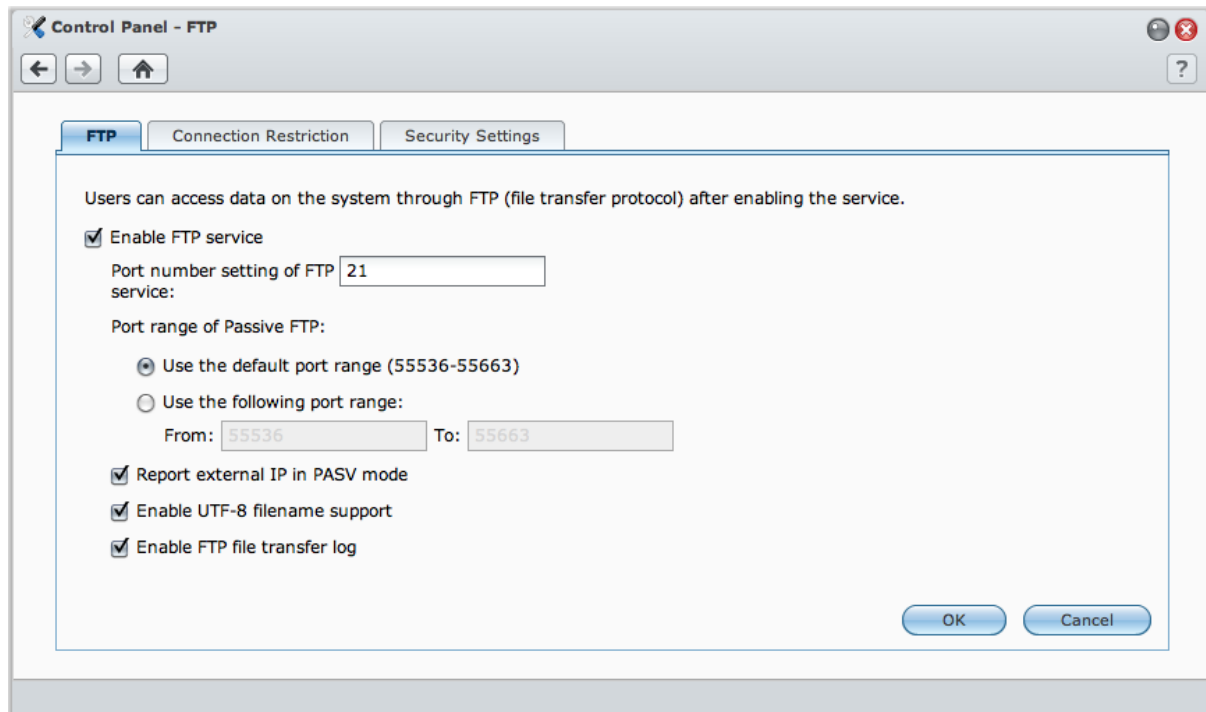 Control Panel - FTP
?
FTP Connection Restriction Security Settings
Users can access data on the system through FTP (file transfer protocol) after enabling the service.
Enable FTP service
Port number setting of FTP 21
service:
Port range of Passive FTP:
Use the default port range (55536-55663)
Use the following port range:
From: 55536 To: 55663
Report external IP in PASV mode
Enable UTF-8 filename support
Enable FTP file transfer log
OK Cancel